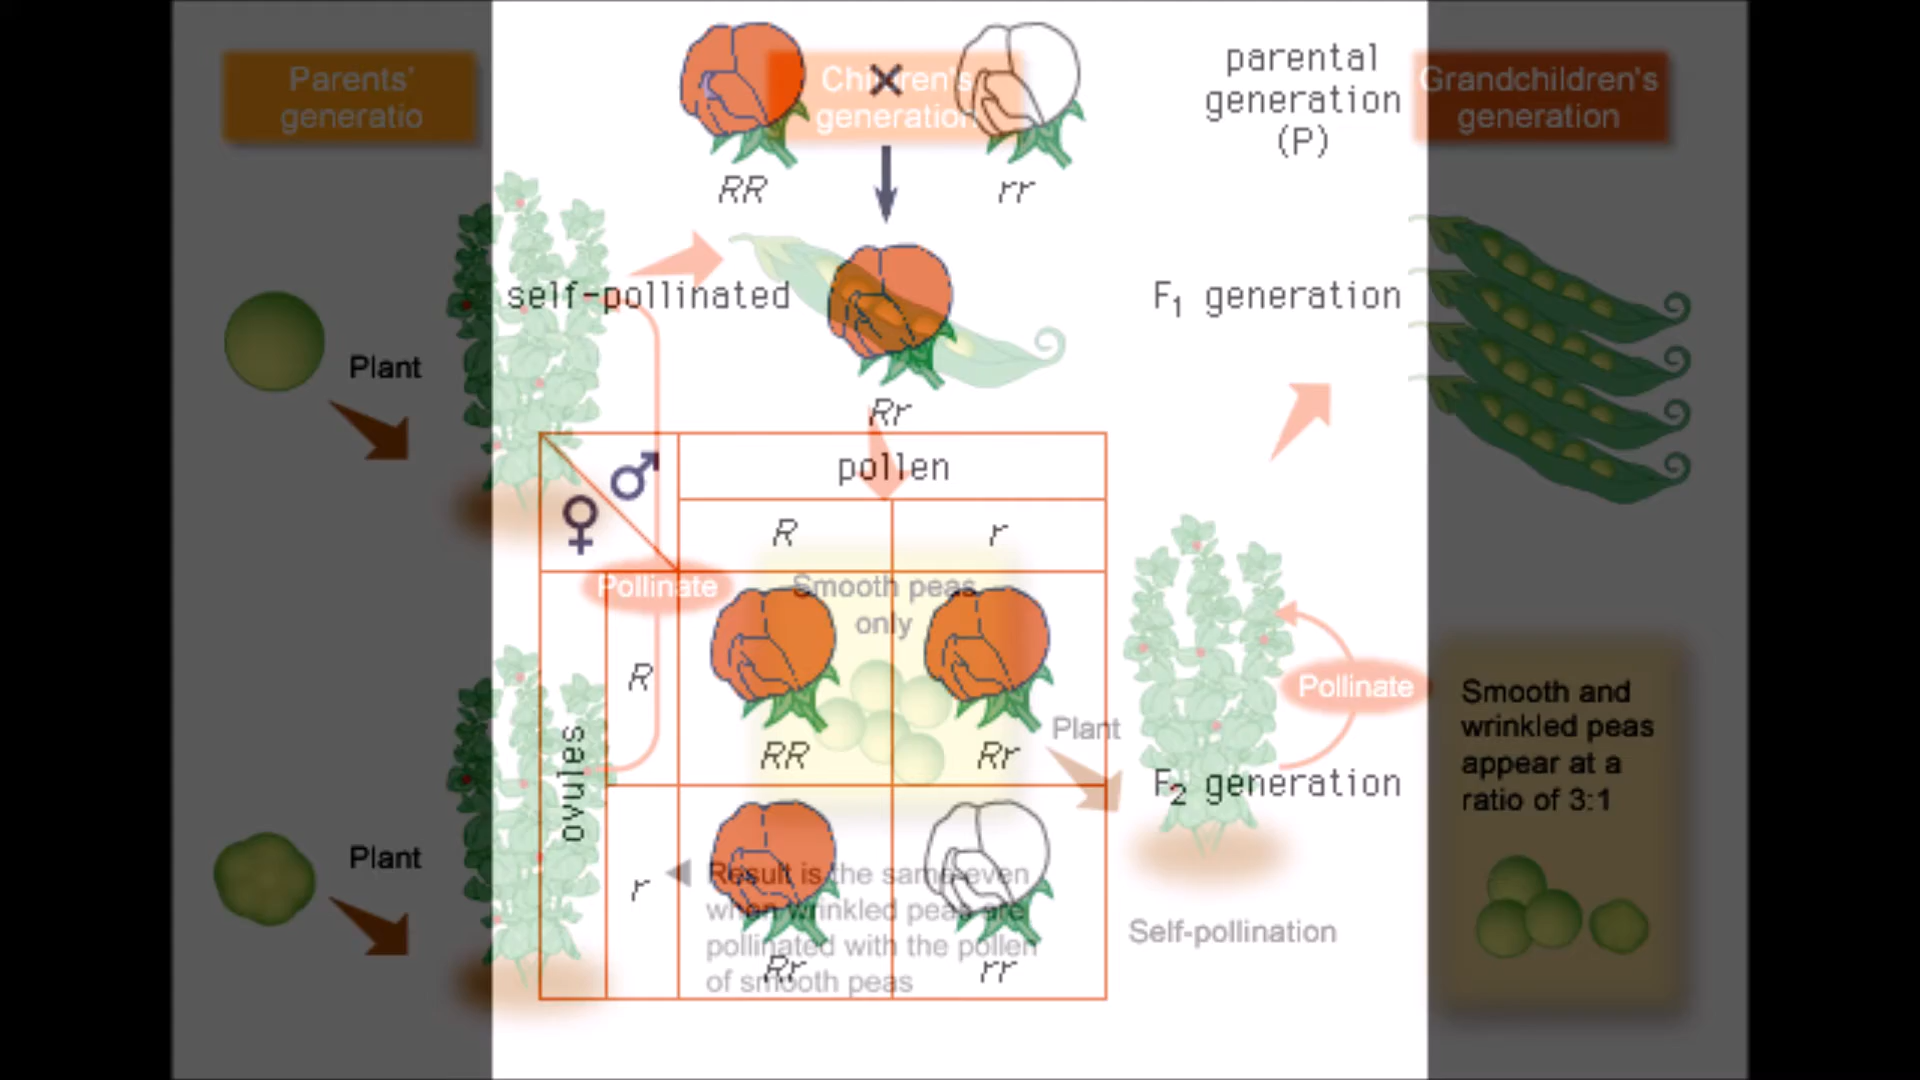 Parents'
generatio
Children's
generation
parental
generation
(P)
Grandchildren's
generation
RR
rr
self-pollinated
F1 generation
Plant
Rr
pollen
R
r
Pollinate
Smooth peas
only
R
RR
Rr
Plant
Pollinate
Smooth and
wrinkled peas
appear at a
ratio of 3:1
ovules
F2 generation
Plant
r
Result is the same even
when wrinkled peas are
pollinated with the pollen
of smooth peas
Rr
rr
Self-pollination